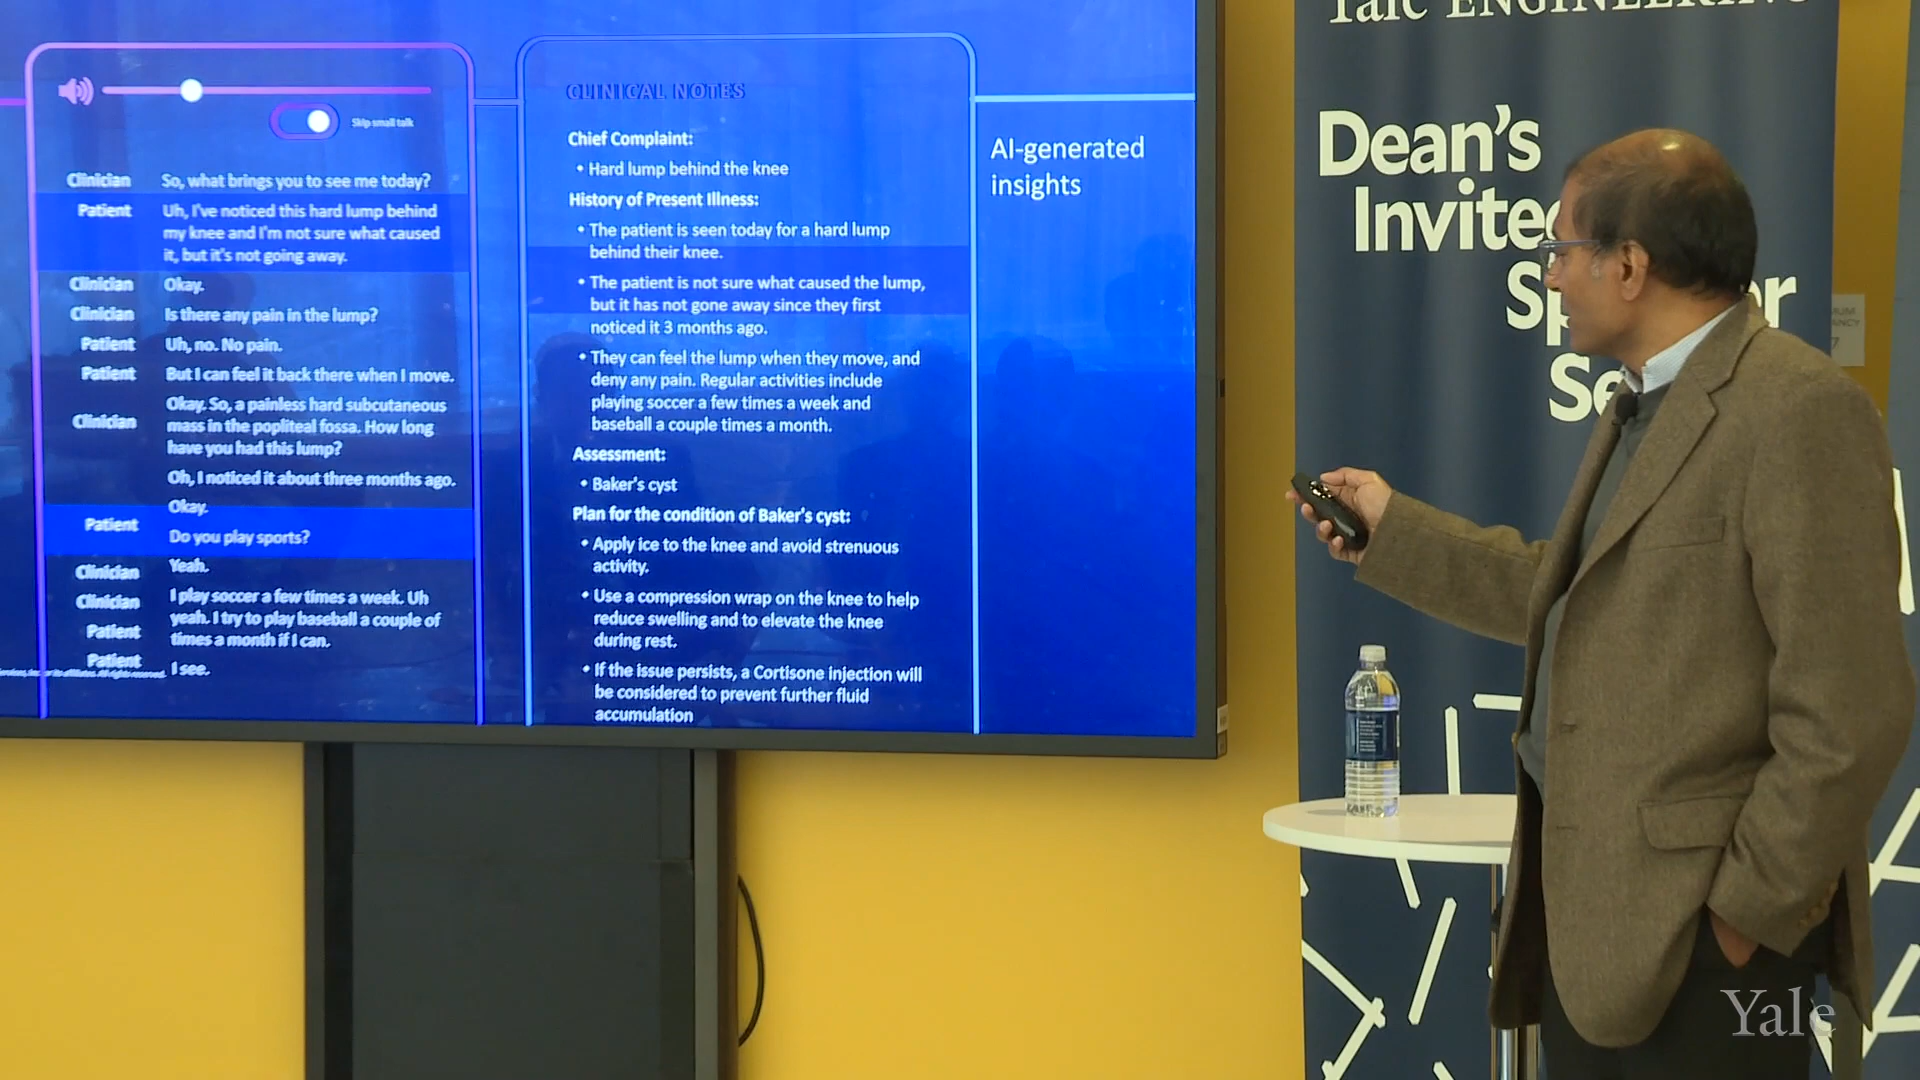 Skip small talk
Clinician So, what brings you to see me today?
Patient Uh, I've noticed this hard lump behind
my knee and I'm not sure what caused
it, but it's not going away.
Clinician Okay.
Clinician Is there any pain in the lump?
Patient Uh, no. No pain.
Patient But I can feel it back there when I move.
Okay. So, a painless hard subcutaneous
Clinician mass in the popliteal fossa. How long
have you had this lump?
Oh, I noticed it about three months ago.
Okay.
Patient
Do you play sports?
Clinician Yeah.
Clinician I play soccer a few times a week. Uh
yeah. I try to play baseball a couple of
Patient times a month if I can.
Patient I see.
affiliates. All rights reserved.
CLINICAL NOTES
Chief Complaint:
• Hard lump behind the knee
History of Present Illness:
• The patient is seen today for a hard lump
behind their knee.
• The patient is not sure what caused the lump,
but it has not gone away since they first
noticed it 3 months ago.
• They can feel the lump when they move, and
deny any pain. Regular activities include
playing soccer a few times a week and
baseball a couple times a month.
Assessment:
• Baker's cyst
Plan for the condition of Baker's cyst:
• Apply ice to the knee and avoid strenuous
activity.
• Use a compression wrap on the knee to help
reduce swelling and to elevate the knee
during rest.
• If the issue persists, a Cortisone injection will
be considered to prevent further fluid
accumulation
AI-generated
insights
Yale ENGINEERING
Dean's
Invite
Sp er
Se
Yale